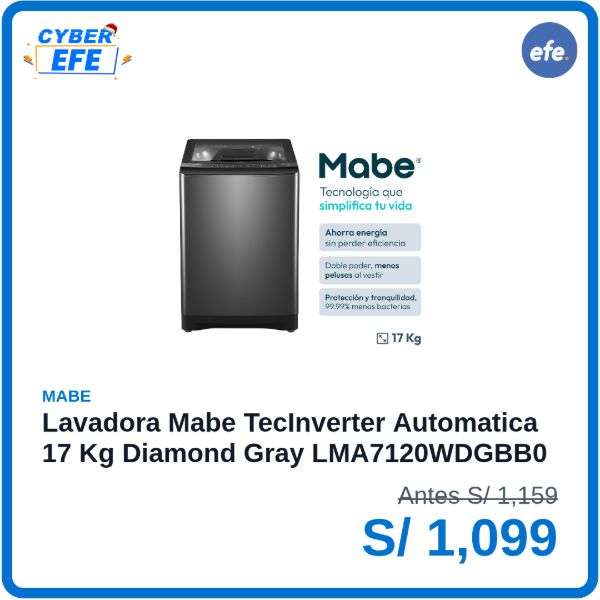 CYBER
EFE
efe.
Mabe®
Tecnología que
simplifica tu vida
Ahorra energía
sin perder eficiencia
Doble poder, menos
pelusas al vestir
Protección y tranquilidad,
99.99% menos bacterias
17 Kg
MABE
Lavadora Mabe TecInverter Automatica
17 Kg Diamond Gray LMA7120WDGBB0
Antes S/ 1,159
S/ 1,099